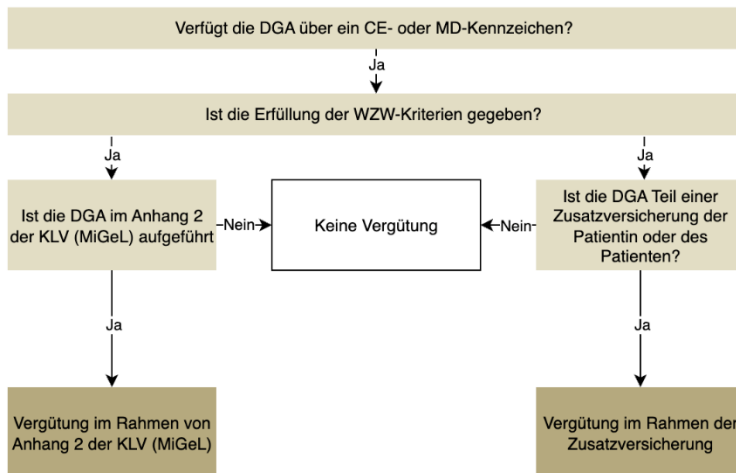 Verfügt die DGA über ein CE- oder MD-Kennzeichen?
Ja
Ist die Erfüllung der WZW-Kriterien gegeben?
Ja
Ja
Ist die DGA im Anhang 2
der KLV (MiGeL) aufgeführt
Nein
Keine Vergütung
Nein
Ist die DGA Teil einer
Zusatzversicherung der
Patientin oder des
Patienten?
Ja
Ja
Vergütung im Rahmen von
Anhang 2 der KLV (MiGeL)
Vergütung im Rahmen der
Zusatzversicherung